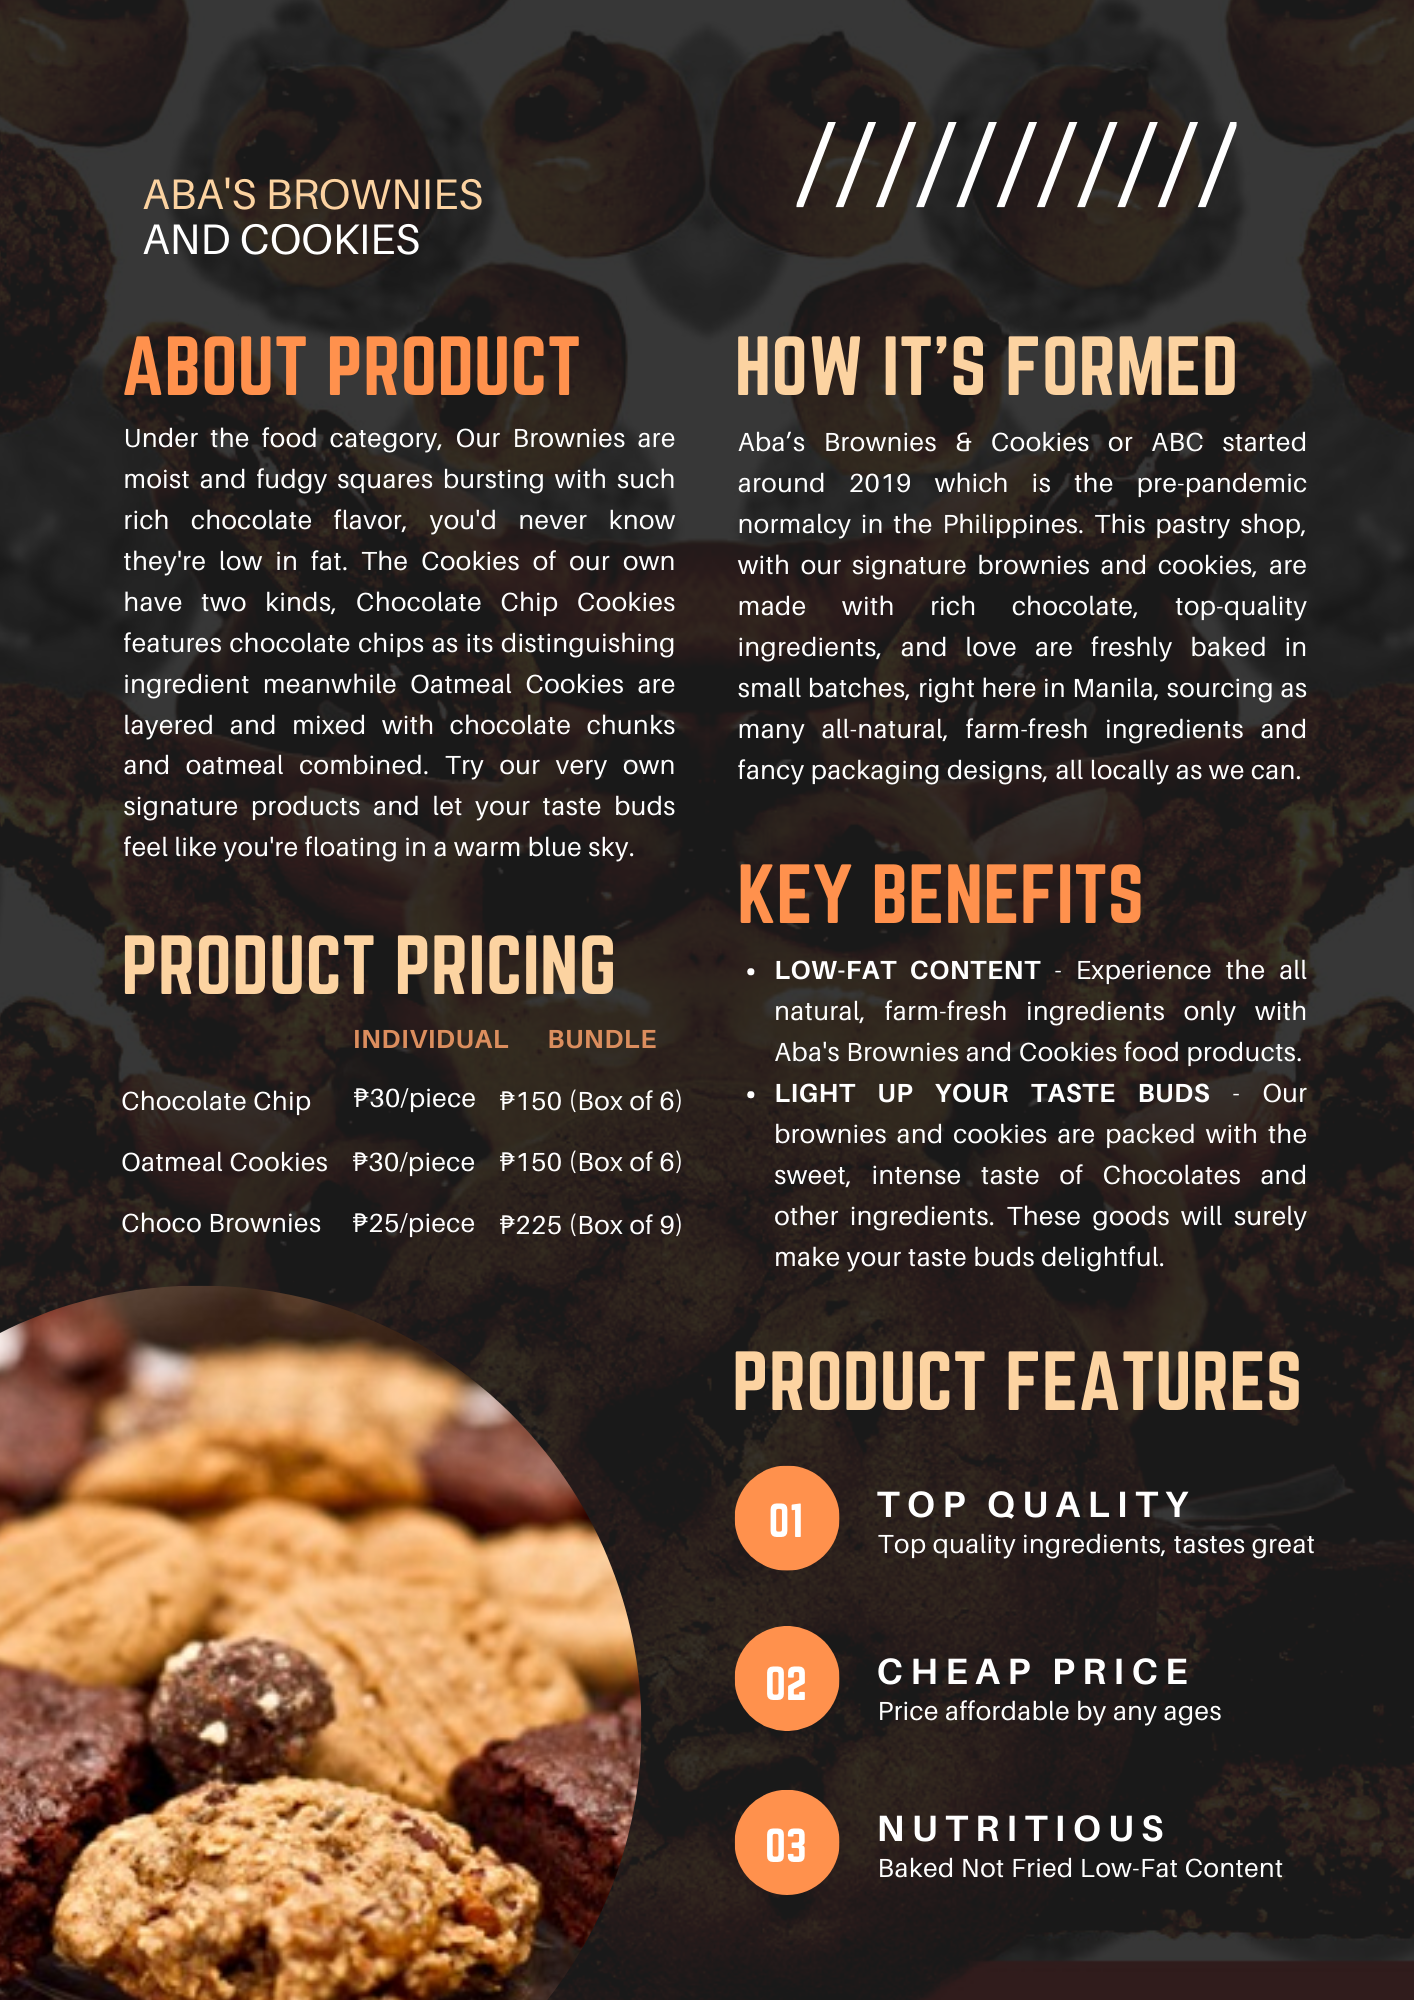 ABA'S BROWNIES
AND COOKIES
ABOUT PRODUCT
Under the food category, Our Brownies are
moist and fudgy squares bursting with such
rich chocolate flavor, you'd never know
they're low in fat. The Cookies of our own
have two kinds, Chocolate Chip Cookies
features chocolate chips as its distinguishing
ingredient meanwhile Oatmeal Cookies are
layered and mixed with chocolate chunks
and oatmeal combined. Try our very own
signature products and let your taste buds
feel like you're floating in a warm blue sky.
PRODUCT PRICING
INDIVIDUAL BUNDLE
Chocolate Chip ₱30/piece ₱150 (Box of 6)
Oatmeal Cookies ₱30/piece ₱150 (Box of 6)
Choco Brownies ₱25/piece ₱225 (Box of 9)
HOW IT'S FORMED
Aba's Brownies & Cookies or ABC started
around 2019 which is the pre-pandemic
normalcy in the Philippines. This pastry shop,
with our signature brownies and cookies, are
made with rich chocolate, top-quality
ingredients, and love are freshly baked in
small batches, right here in Manila, sourcing as
many all-natural, farm-fresh ingredients and
fancy packaging designs, all locally as we can.
KEY BENEFITS
• LOW-FAT CONTENT - Experience the all
natural, farm-fresh ingredients only with
Aba's Brownies and Cookies food products.
• LIGHT UP YOUR TASTE BUDS - Our
brownies and cookies are packed with the
sweet, intense taste of Chocolates and
other ingredients. These goods will surely
make your taste buds delightful.
PRODUCT FEATURES
01
TOP QUALITY
Top quality ingredients, tastes great
02
CHEAP PRICE
Price affordable by any ages
03
NUTRITIOUS
Baked Not Fried Low-Fat Content